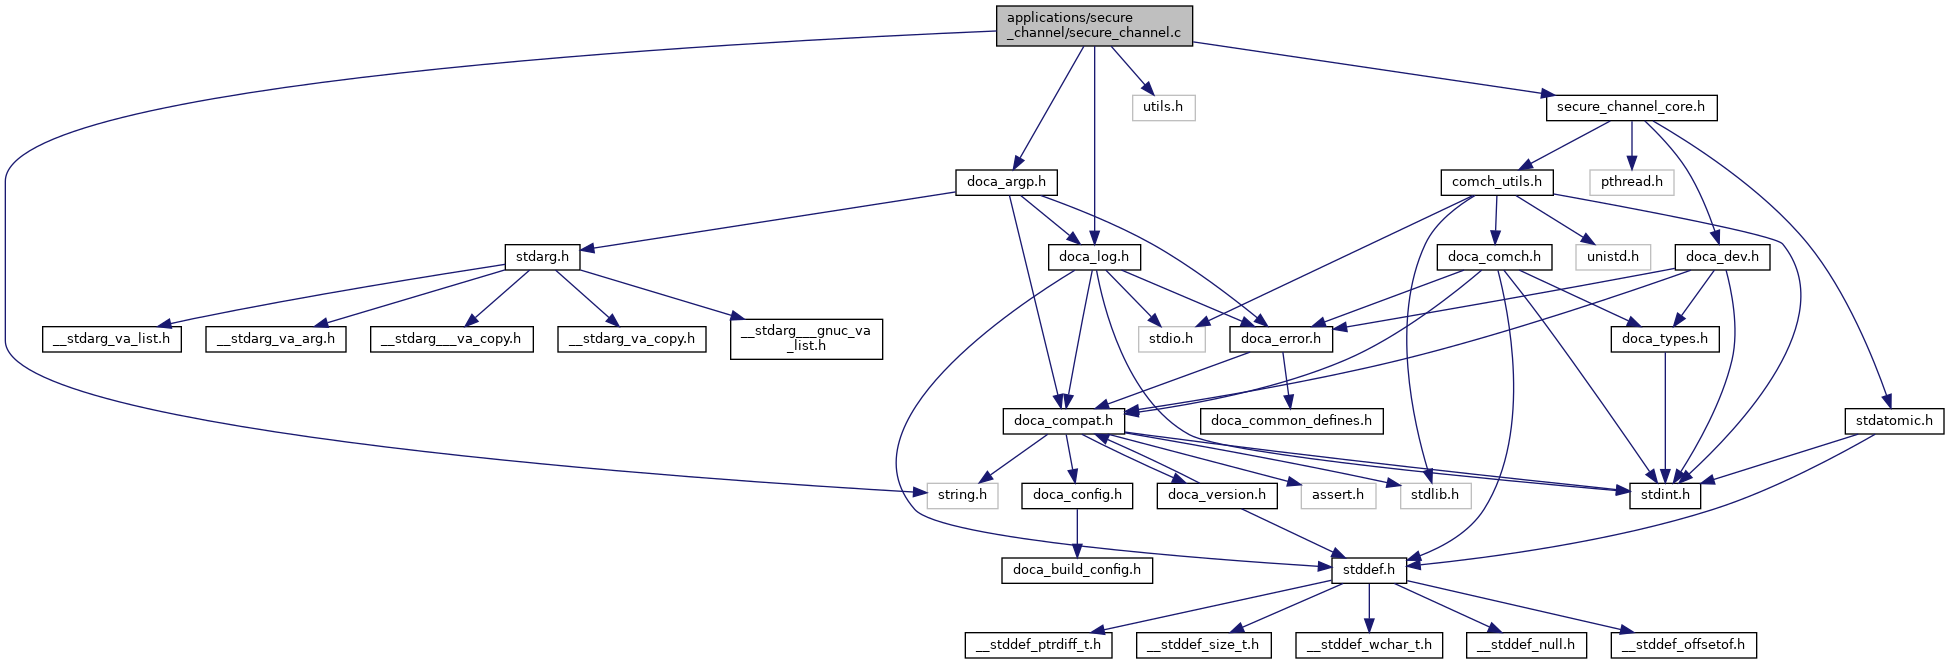 applications/secure
_channel/secure_channel.c
utils.h
secure_channel_core.h
doca_argp.h
comch_utils.h
pthread.h
stdarg.h
doca_log.h
doca_comch.h
unistd.h
doca_dev.h
__stdarg_va_list.h
__stdarg_va_arg.h
__stdarg___va_copy.h
__stdarg_va_copy.h
__stdarg___gnuc_va
_list.h
stdio.h
doca_error.h
doca_types.h
doca_compat.h
doca_common_defines.h
stdatomic.h
string.h
doca_config.h
doca_version.h
assert.h
stdlib.h
stdint.h
doca_build_config.h
stddef.h
__stddef_ptrdiff_t.h
__stddef_size_t.h
__stddef_wchar_t.h
__stddef_null.h
__stddef_offsetof.h